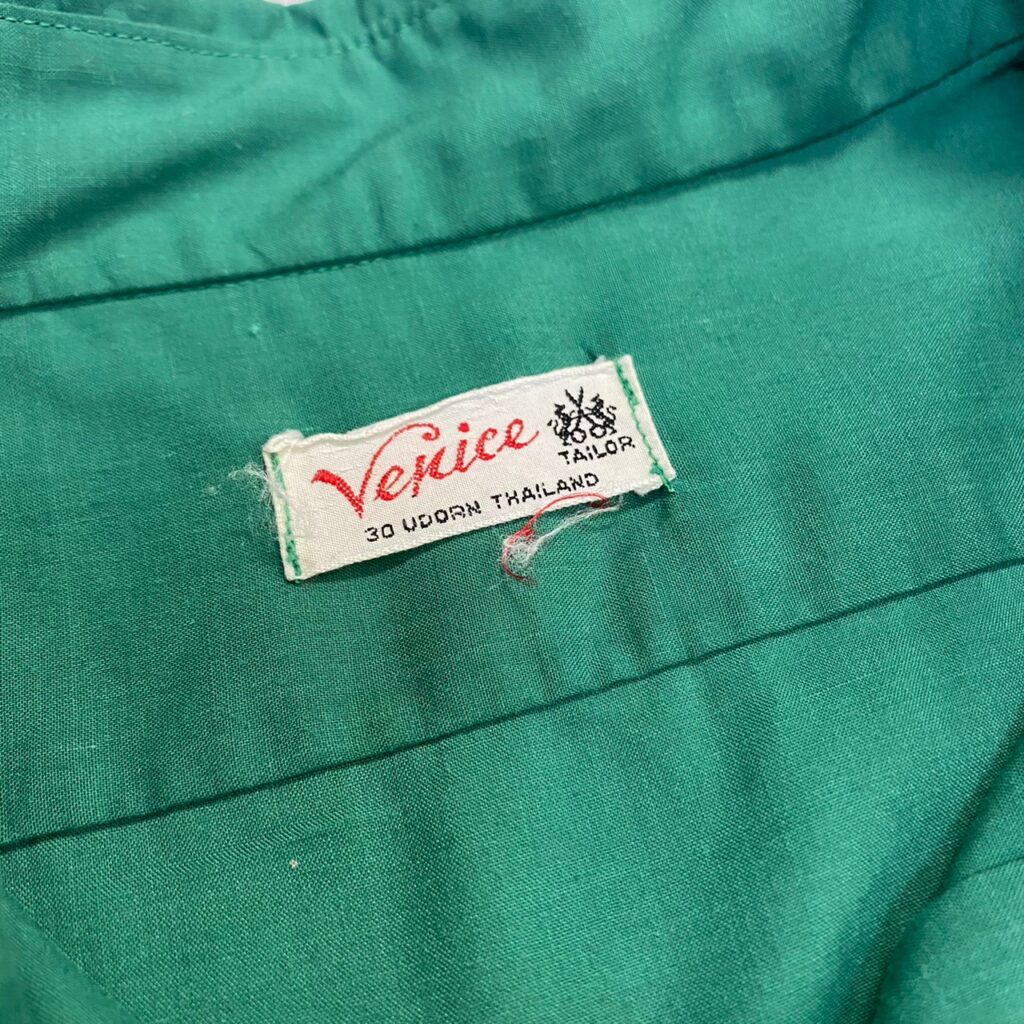 Venice
TAILOR
30 UDORN THAILAND